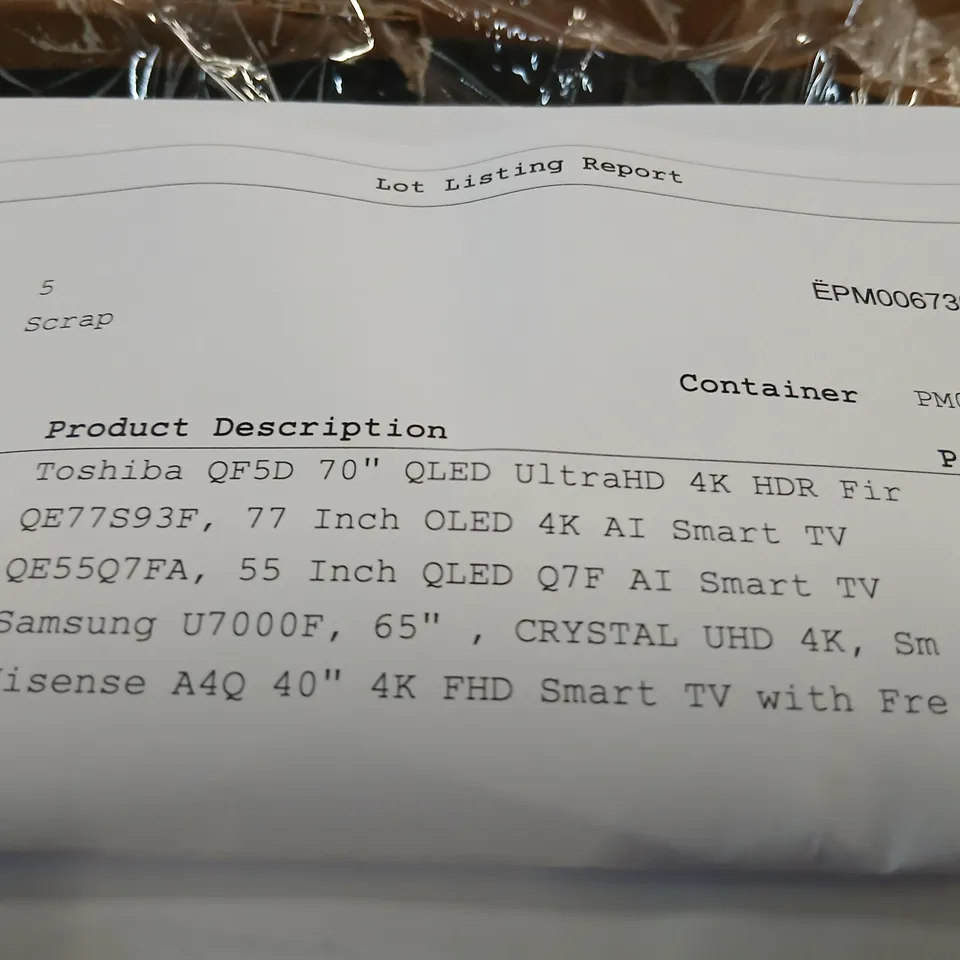 Lot Listing Report
5
ËPM00673
Scrap
Container PM
Product Description
P
Toshiba QF5D 70" QLED UltraHD 4K HDR Fir
QE77S93F, 77 Inch OLED 4K AI Smart TV
QE55Q7FA, 55 Inch QLED Q7F AI Smart TV
Samsung U7000F, 65" , CRYSTAL UHD 4K, Sm
isense A4Q 40" 4K FHD Smart TV with Fre